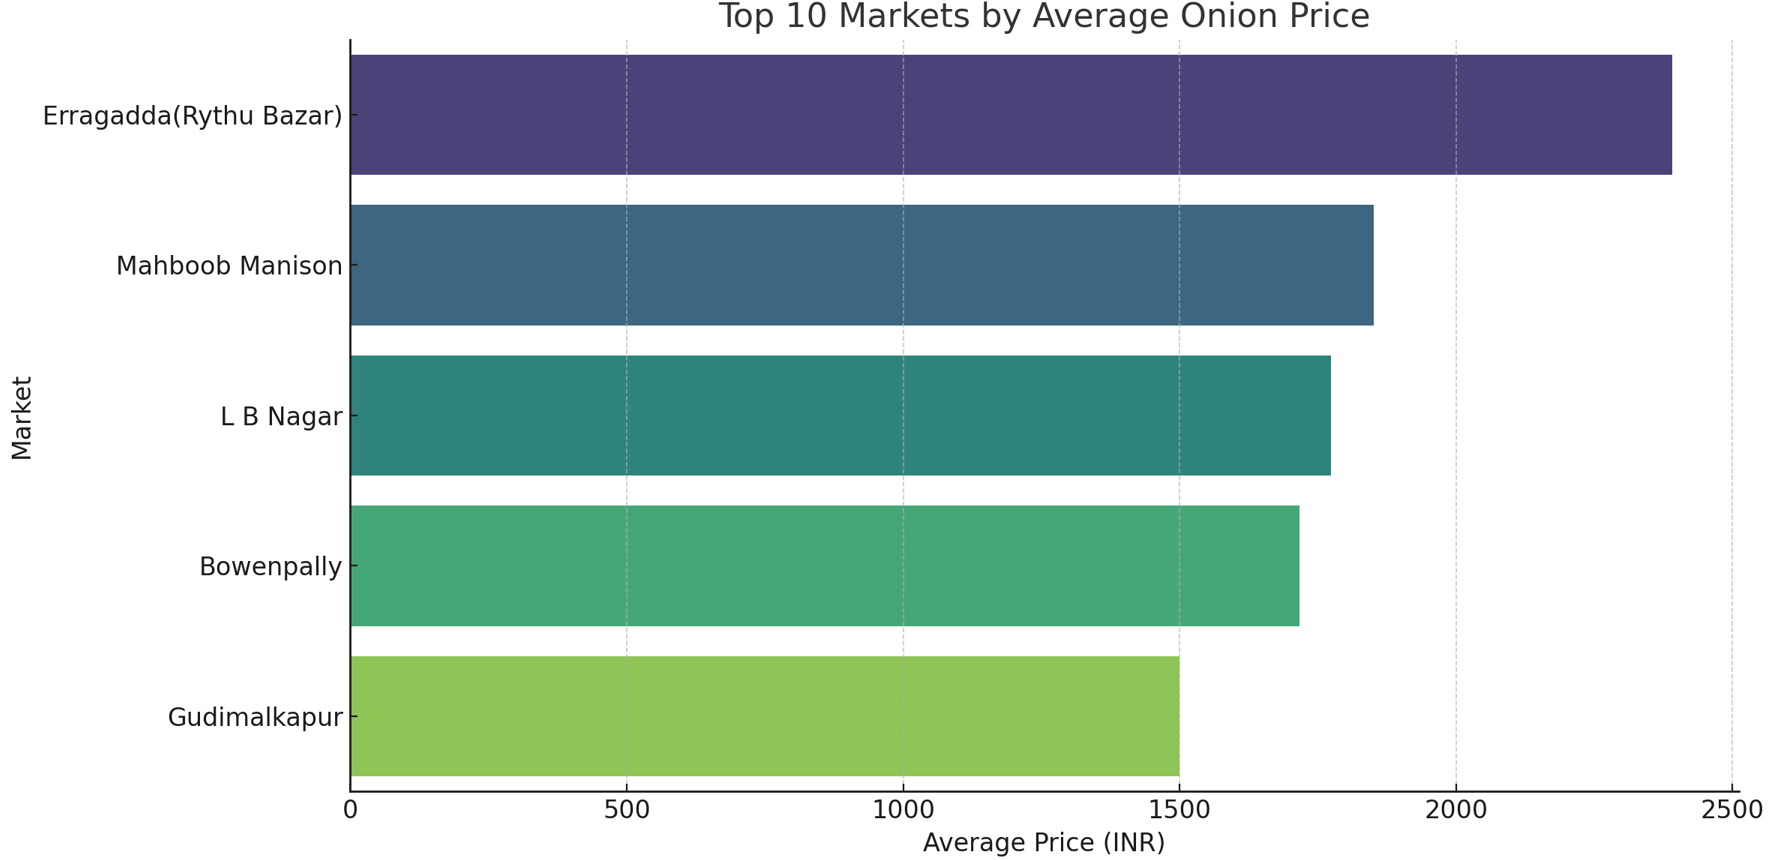 Top 10 Markets by Average Onion Price
Erragadda(Rythu Bazar)
Mahboob Manison
L B Nagar
Bowenpally
Gudimalkapur
Market
0 500 1000 1500 2000 2500
Average Price (INR)